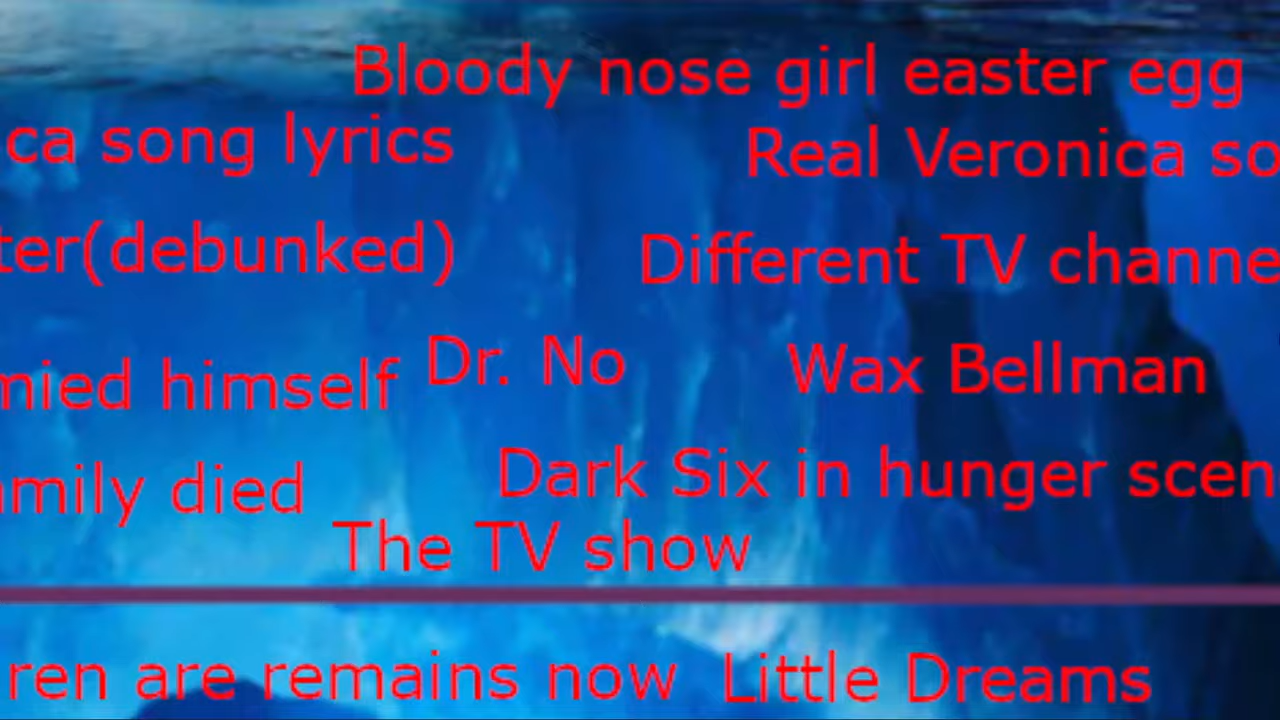 Bloody nose girl easter egg
ca song lyrics
Real Veronica so
ter(debunked)
Different TV channe
mied himself
Dr. No
Wax Bellman
amily died
Dark Six in hunger scen
The TV show
ren are remains now
Little Dreams